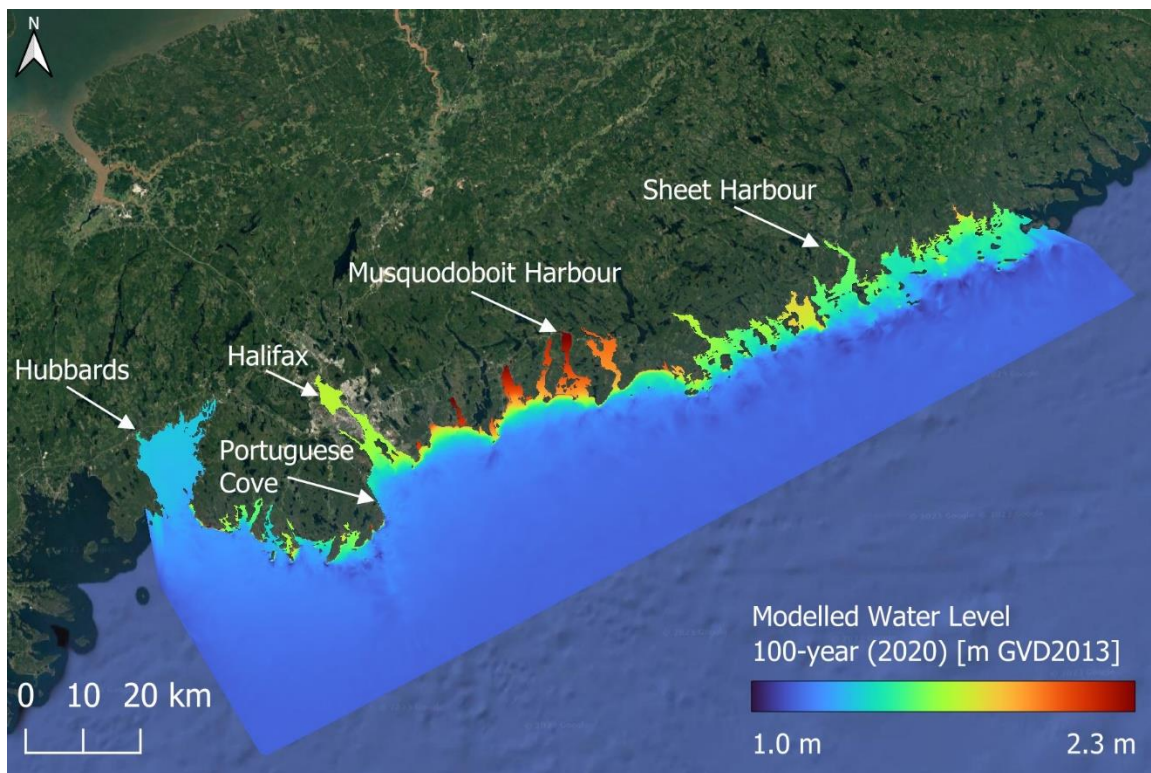 N
Sheet Harbour
Musquodoboit Harbour
Halifax
Hubbards
Portuguese
Cove
Modelled Water Level
100-year (2020) [m GVD2013]
0 10 20 km
1.0 m 2.3 m